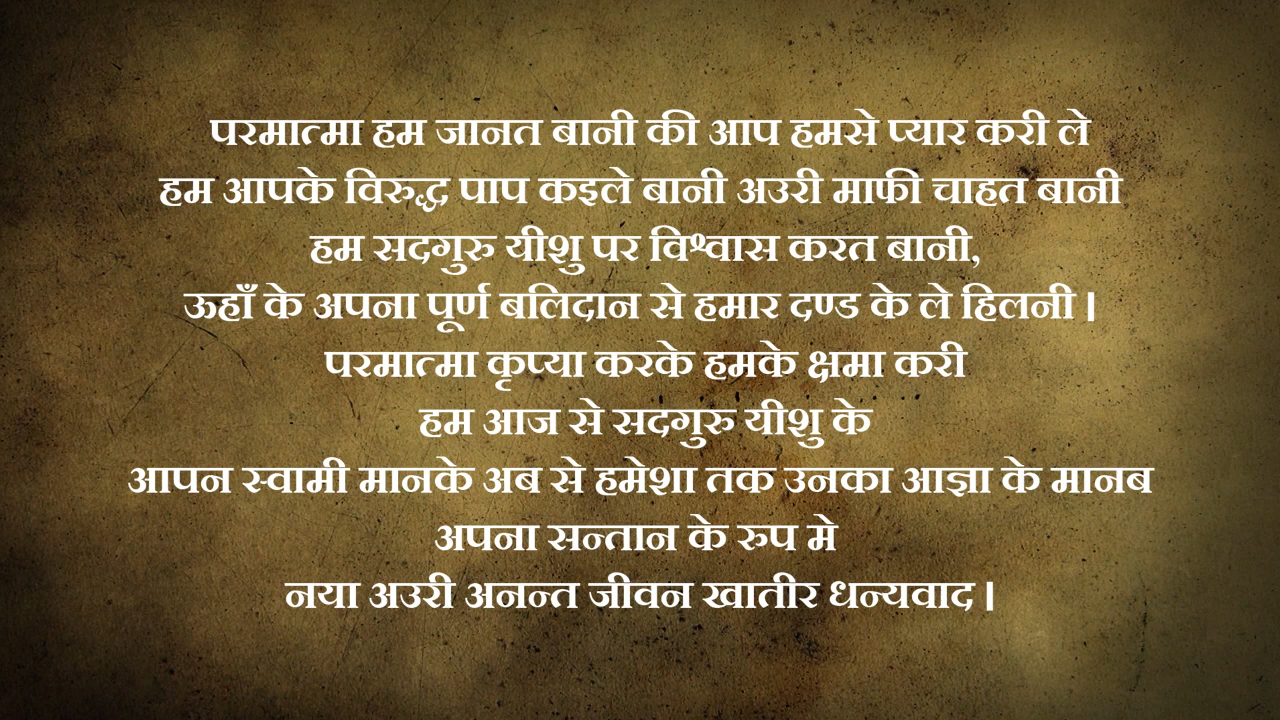 परमात्मा हम जानत बानी की आप हमसे प्यार करी ले
हम आपके विरुद्ध पाप कइले बानी अउरी माफी चाहत बानी
हम सदगुरु यीशु पर विश्वास करत बानी,
ऊहाँ के अपना पूर्ण बलिदान से हमार दण्ड के ले हिलनी ।
परमात्मा कृप्या करके हमके क्षमा करी
हम आज से सदगुरु यीशु के
आपन स्वामी मानके अब से हमेशा तक उनका आज्ञा के मानब
अपना सन्तान के रुप मे
नया अउरी अनन्त जीवन खातीर धन्यवाद ।